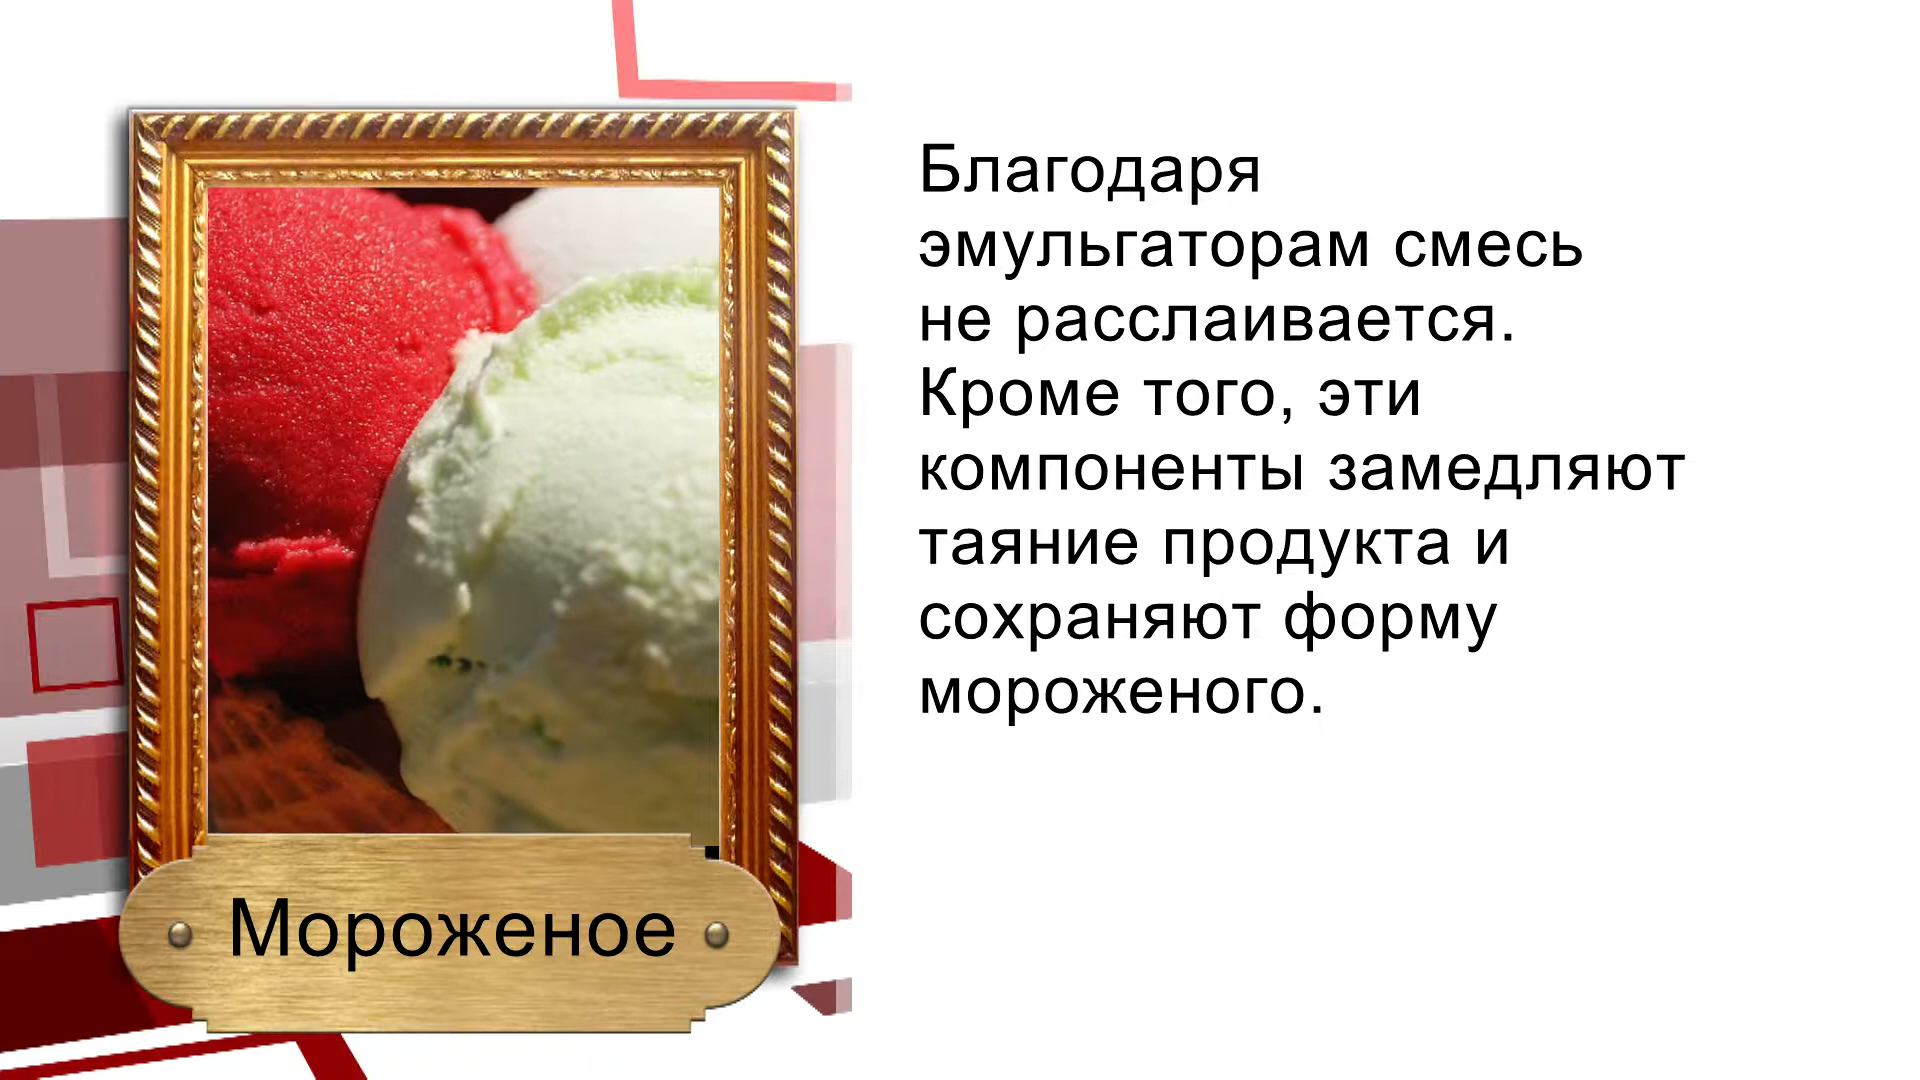 Благодаря
эмульгаторам смесь
не расслаивается.
Кроме того, эти
компоненты замедляют
таяние продукта и
сохраняют форму
мороженого.
Мороженое